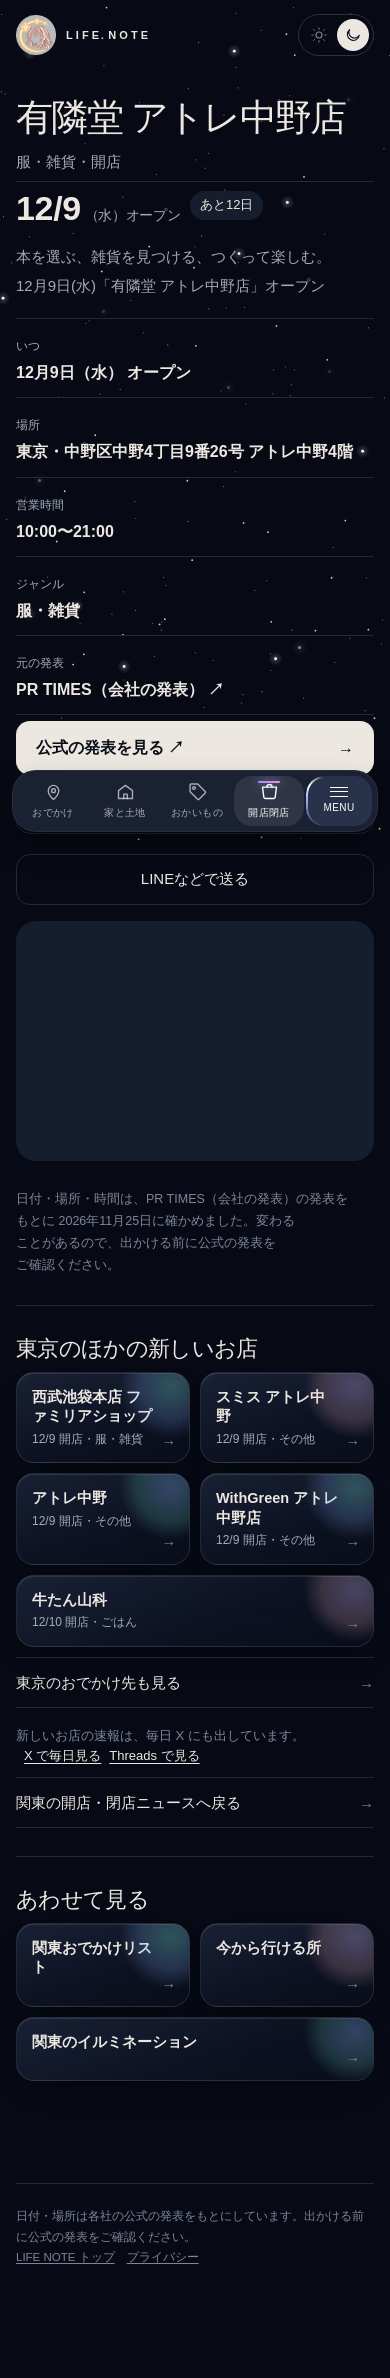 LIFE.NOTE
有隣堂 アトレ中野店
服・雑貨・開店
12/9 （水）オープン あと12日
本を選ぶ、雑貨を見つける、つくって楽しむ。
12月9日(水)「有隣堂 アトレ中野店」オープン
いつ
12月9日（水） オープン
場所
東京・中野区中野4丁目9番26号 アトレ中野4階
営業時間
10:00〜21:00
ジャンル
服・雑貨
元の発表
PR TIMES（会社の発表）↗
公式の発表を見る ↗ →
おでかけ 家と土地 おかいもの 開店閉店 MENU
LINEなどで送る
日付・場所・時間は、PR TIMES（会社の発表）の発表を
もとに 2026年11月25日に確かめました。変わる
ことがあるので、出かける前に公式の発表を
ご確認ください。
東京のほかの新しいお店
西武池袋本店 フ
ァミリアショップ
12/9 開店・服・雑貨 →
スミス アトレ中
野
12/9 開店・その他 →
アトレ中野
12/9 開店・その他
→
WithGreen アトレ
中野店
12/9 開店・その他 →
牛たん山科
12/10 開店・ごはん →
東京のおでかけ先も見る →
新しいお店の速報は、毎日 X にも出しています。
X で毎日見る Threads で見る
関東の開店・閉店ニュースへ戻る →
あわせて見る
関東おでかけリス
ト
→
今から行ける所
→
関東のイルミネーション
→
日付・場所は各社の公式の発表をもとにしています。出かける前
に公式の発表をご確認ください。
LIFE NOTE トップ プライバシー